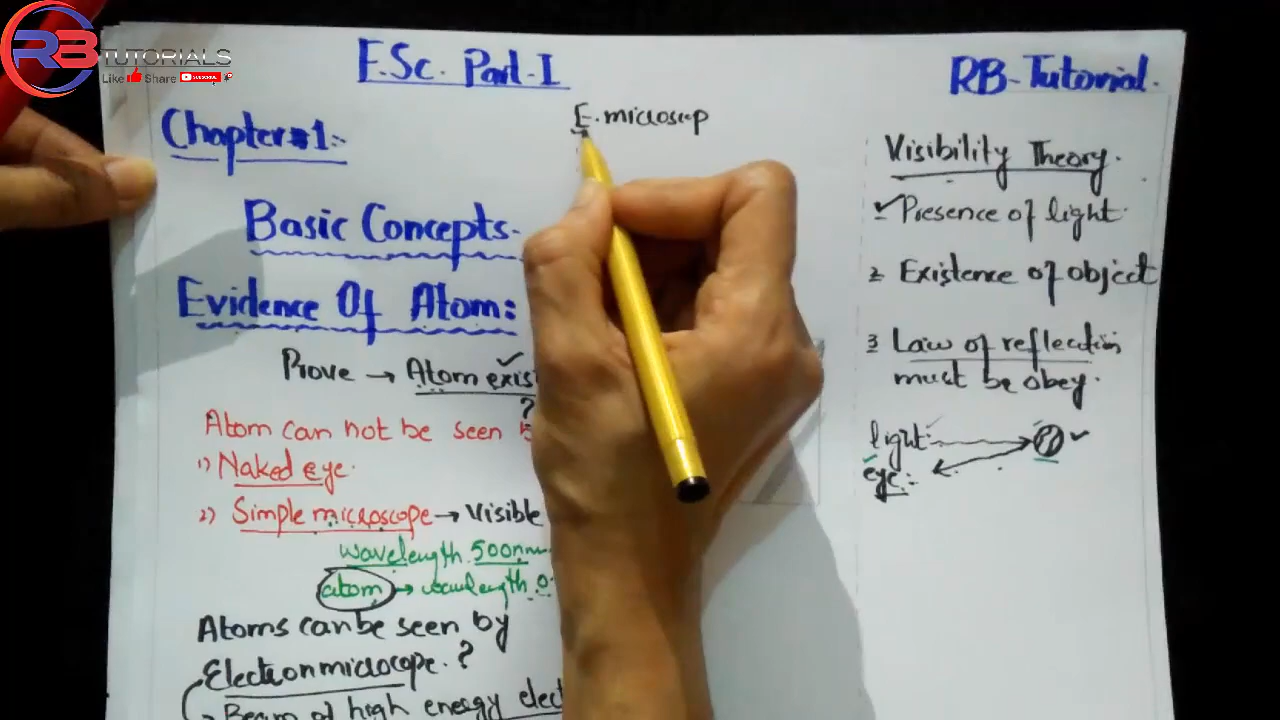 RB TUTORIALS
Like Share
F.Sc. Part-I
RB-Tutorial.
Chapter#1:-
E.microscop
Basic Concepts.
Evidence Of Atom:
Prove → Atom exis
?
Atom can not be seen
1) Naked eye.
2) Simple microscope → Visible
wavelength 500nm
atom → wavelength 0
Atoms can be seen by
Electron microscope. ?
Beam of high energy elect
Visibility Theory.
Presence of light.
2 Existence of object
3 Law of reflection
must be obey.
light:
eye: